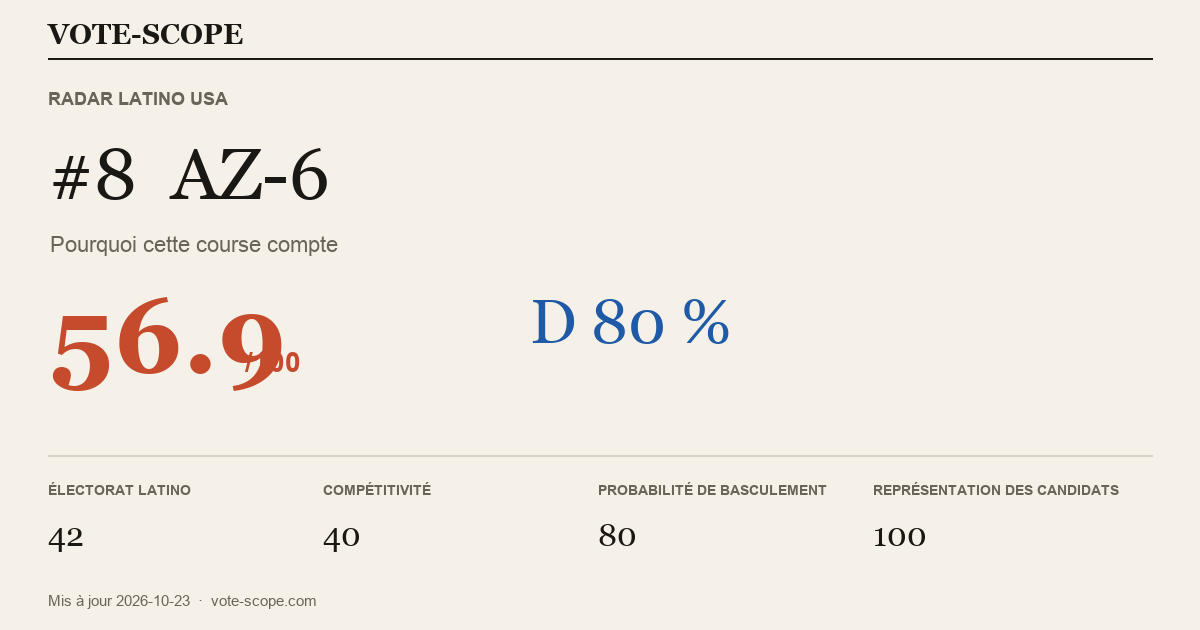 VOTE-SCOPE
RADAR LATINO USA
#8 AZ-6
Pourquoi cette course compte
56.9
D 80 %
ÉLECTORAT LATINO
COMPÉTITIVITÉ
PROBABILITÉ DE BASCULEMENT
REPRÉSENTATION DES CANDIDATS
42
40
80
100
Mis à jour 2026-10-23 · vote-scope.com